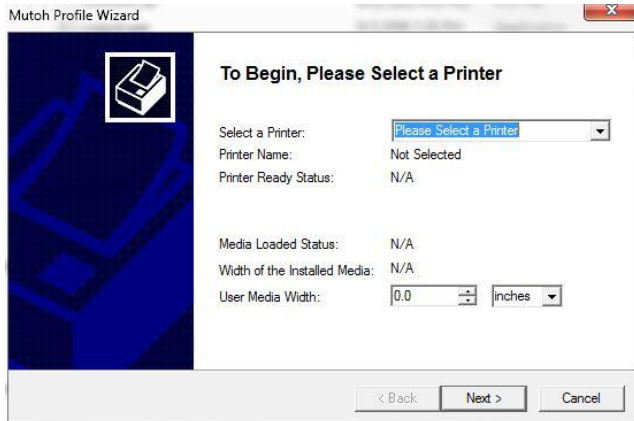 Mutoh Profile Wizard
To Begin, Please Select a Printer
Select a Printer: Please Select a Printer
Printer Name: Not Selected
Printer Ready Status: N/A
Media Loaded Status: N/A
Width of the Installed Media: N/A
User Media Width: 0.0 inches
< Back Next > Cancel